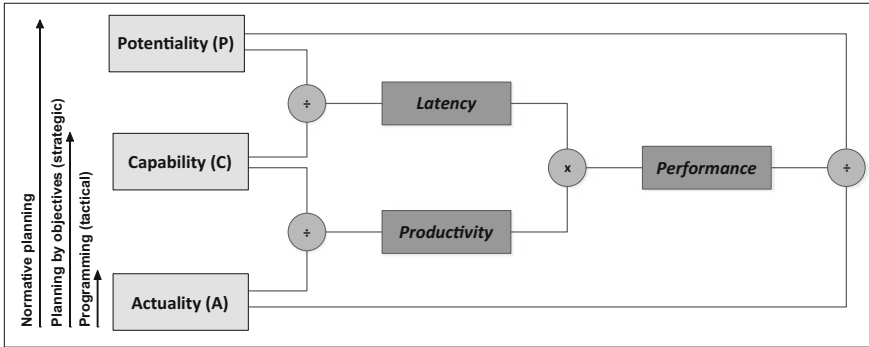 Potentiality (P)
÷
Latency
Capability (C)
x
Performance
÷
÷
Productivity
Actuality (A)
Normative planning
Planning by objectives (strategic)
Programming (tactical)